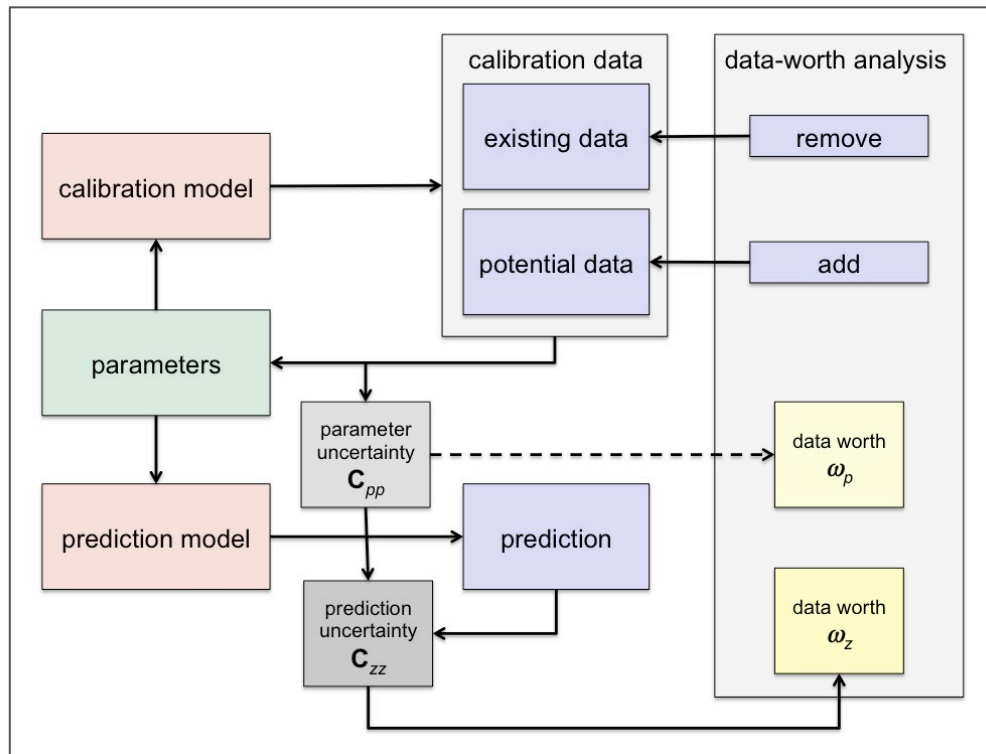 calibration data
data-worth analysis
existing data
remove
calibration model
potential data
add
parameters
parameter
uncertainty
C_pp
data worth
ω_p
prediction model
prediction
prediction
uncertainty
C_zz
data worth
ω_z